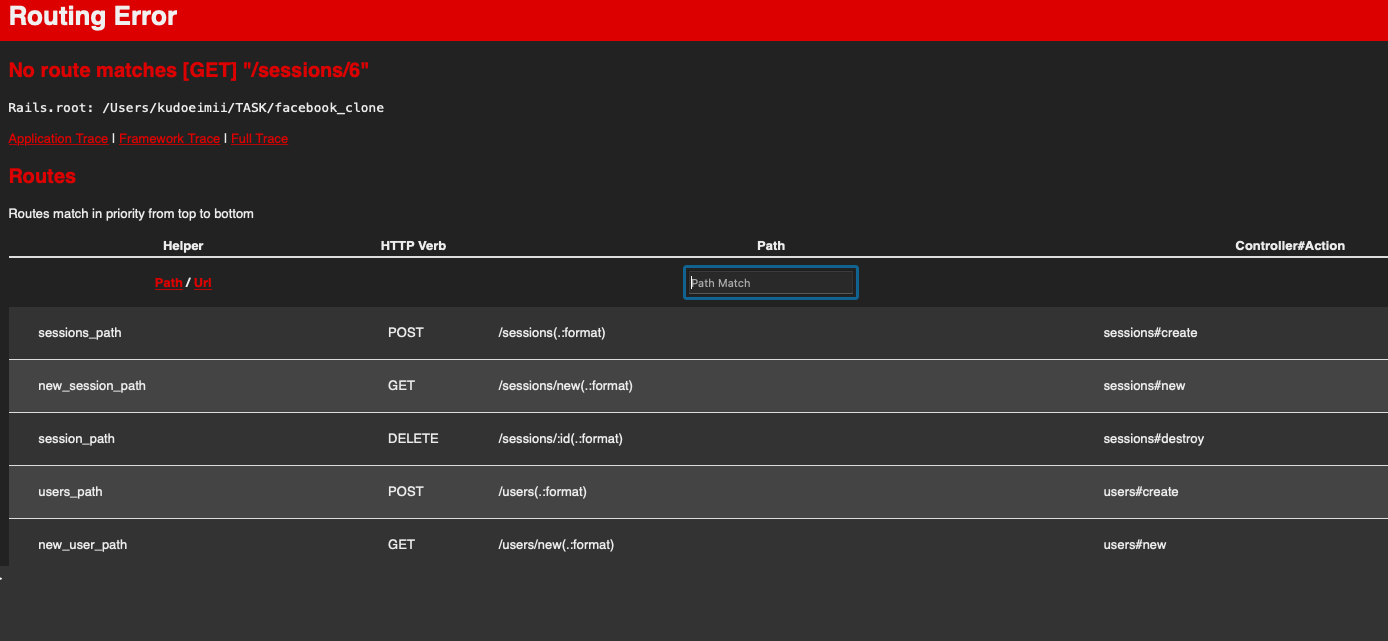 Routing Error
No route matches [GET] "/sessions/6"
Rails.root: /Users/kudoeimii/TASK/facebook_clone
Application Trace | Framework Trace | Full Trace
Routes
Routes match in priority from top to bottom
Helper HTTP Verb Path Controller#Action
Path / Url Path Match
sessions_path POST /sessions(.:format) sessions#create
new_session_path GET /sessions/new(.:format) sessions#new
session_path DELETE /sessions/:id(.:format) sessions#destroy
users_path POST /users(.:format) users#create
new_user_path GET /users/new(.:format) users#new